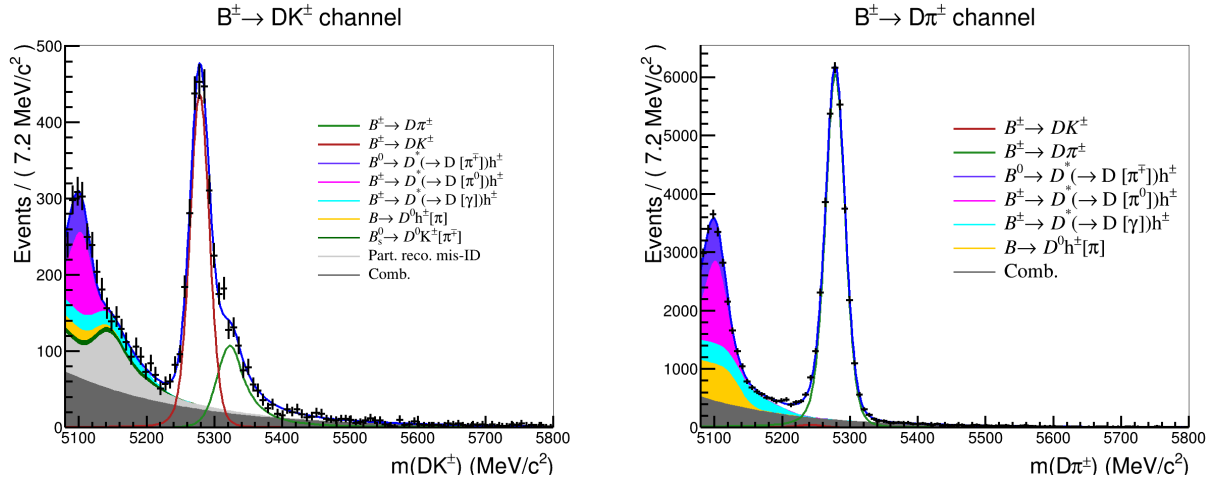 B± → DK± channel
Events / ( 7.2 MeV/c²)
500
400
300
200
100
0
5100 5200 5300 5400 5500 5600 5700 5800
m(DK±) (MeV/c²)
B± → Dπ±
B± → DK±
B⁰ → D*(→ D [π∓])h±
B± → D*(→ D [π⁰])h±
B± → D*(→ D [γ])h±
B → D⁰h±[π]
B⁰ₛ → D⁰K±[π∓]
Part. reco. mis-ID
Comb.
B± → Dπ± channel
Events / ( 7.2 MeV/c²)
6000
5000
4000
3000
2000
1000
0
5100 5200 5300 5400 5500 5600 5700 5800
m(Dπ±) (MeV/c²)
B± → DK±
B± → Dπ±
B⁰ → D*(→ D [π∓])h±
B± → D*(→ D [π⁰])h±
B± → D*(→ D [γ])h±
B → D⁰h±[π]
Comb.